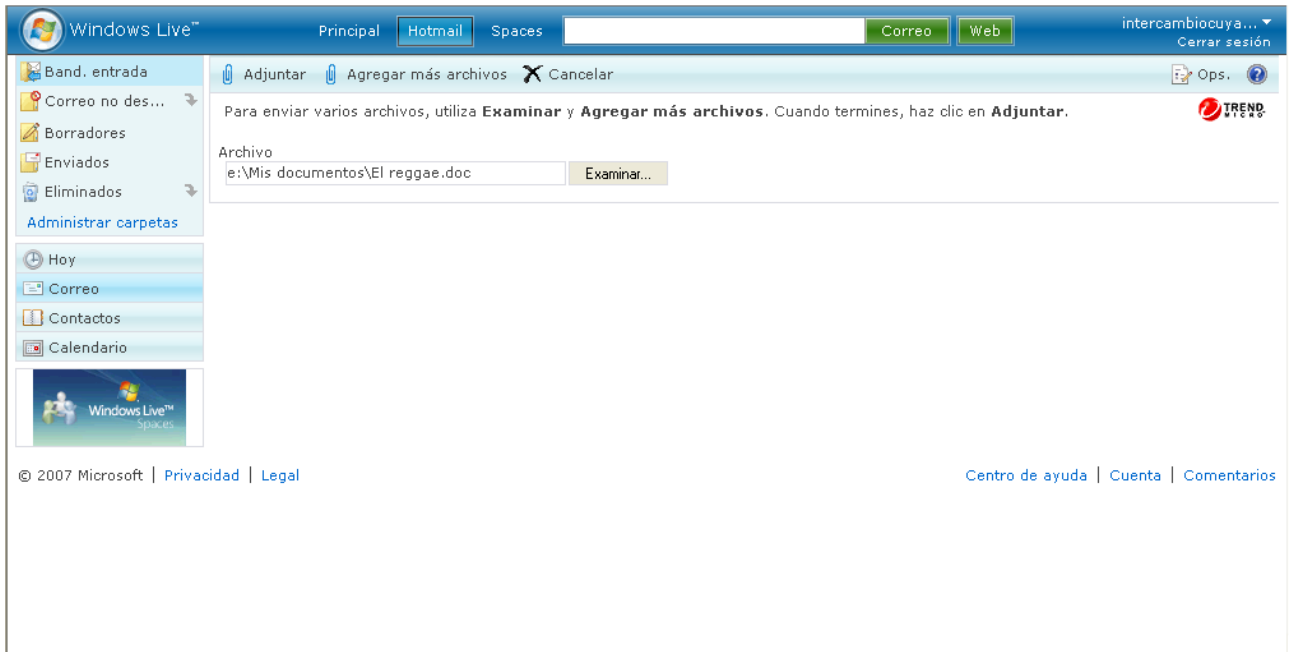 Windows Live™ Principal Hotmail Spaces Correo Web intercambiocuya...
Cerrar sesión
Band. entrada
Correo no des...
Borradores
Enviados
Eliminados
Administrar carpetas
Hoy
Correo
Contactos
Calendario
Windows Live™
Spaces
Adjuntar Agregar más archivos Cancelar Ops.
Para enviar varios archivos, utiliza Examinar y Agregar más archivos. Cuando termines, haz clic en Adjuntar.
TREND
MICRO
Archivo
e:\Mis documentos\El reggae.doc Examinar...
© 2007 Microsoft | Privacidad | Legal Centro de ayuda | Cuenta | Comentarios